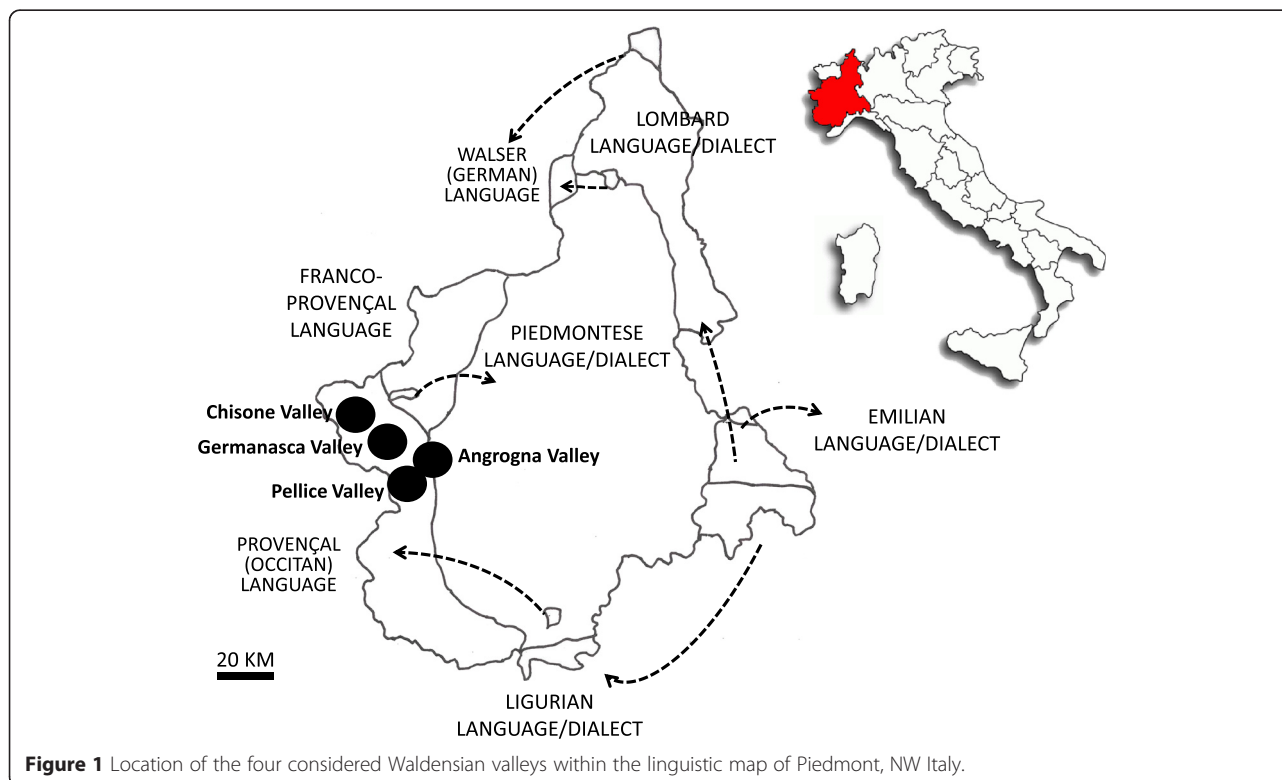 LOMBARD
LANGUAGE/DIALECT
WALSER
(GERMAN)
LANGUAGE
FRANCO-
PROVENÇAL
LANGUAGE
PIEDMONTESE
LANGUAGE/DIALECT
Chisone Valley
Germanasca Valley
Angrogna Valley
Pellice Valley
EMILIAN
LANGUAGE/DIALECT
PROVENÇAL
(OCCITAN)
LANGUAGE
20 KM
LIGURIAN
LANGUAGE/DIALECT
Figure 1 Location of the four considered Waldensian valleys within the linguistic map of Piedmont, NW Italy.